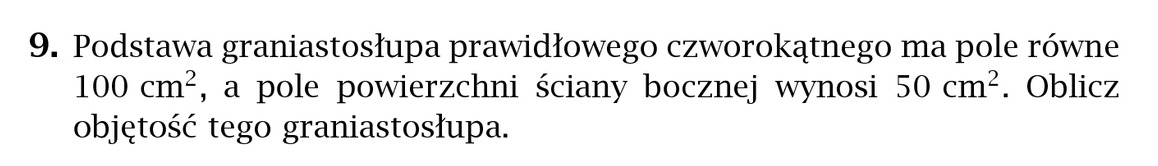 9. Podstawa graniastosłupa prawidłowego czworokątnego ma pole równe
100 cm², a pole powierzchni ściany bocznej wynosi 50 cm². Oblicz
objętość tego graniastosłupa.